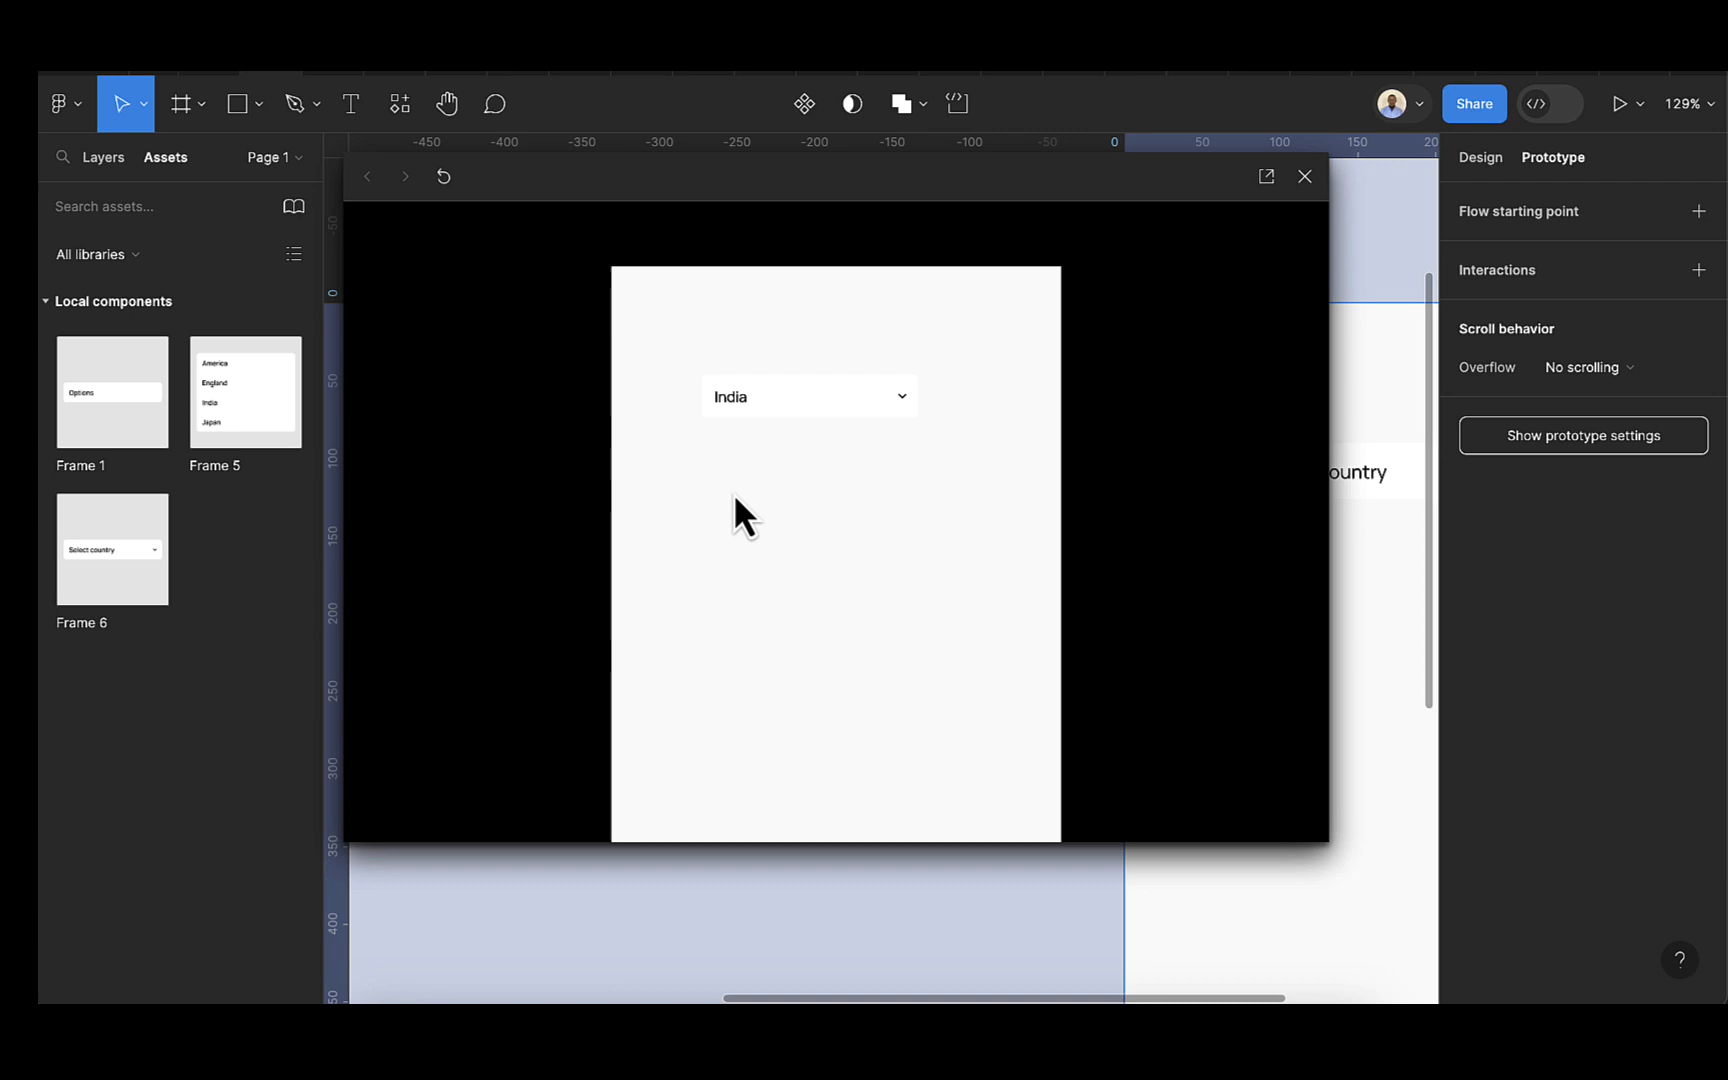 Share
129%
Layers
Assets
Page 1
-450
-400
-350
-300
-250
-200
-150
-100
-50
0
50
100
150
20
Design
Prototype
Search assets...
Flow starting point
All libraries
Interactions
Local components
Scroll behavior
Overflow
No scrolling
Show prototype settings
Options
America
England
India
Japan
Frame 1
Frame 5
Select country
Frame 6
India
ountry
-50
0
50
100
150
200
250
300
350
400
50
?